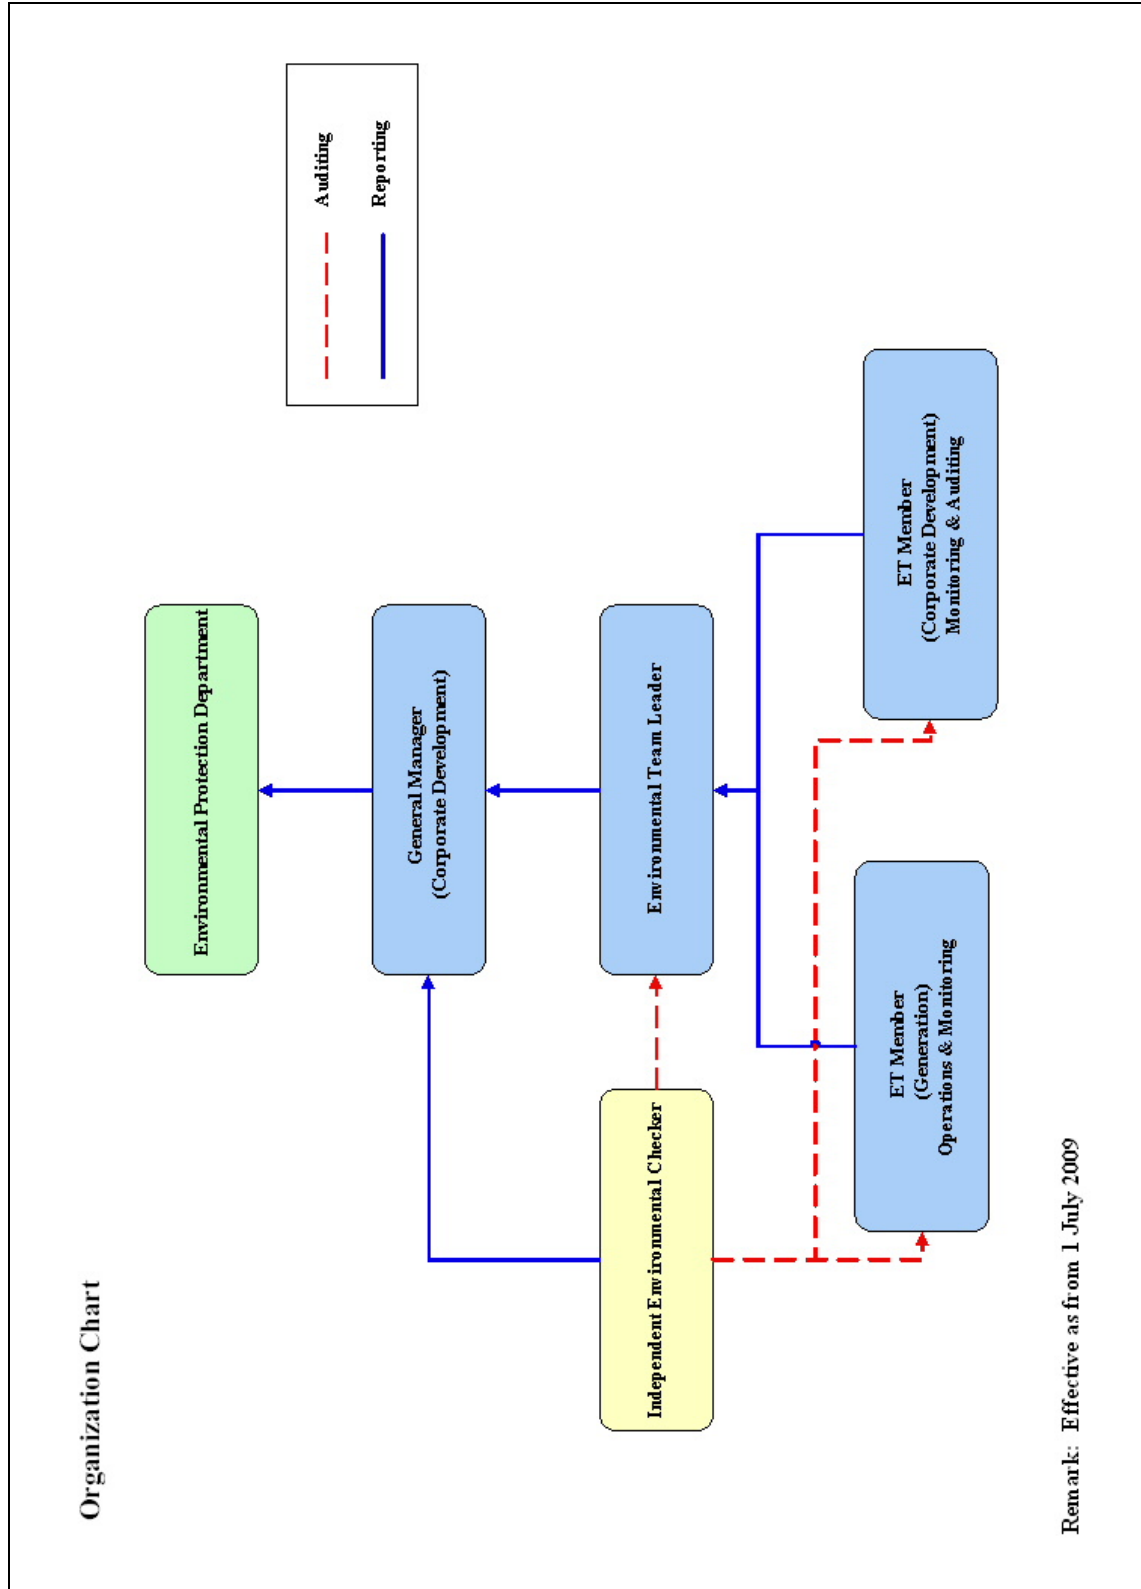 Organization Chart
Auditing
Reporting
Environmental Protection Department
General Manager
(Corporate Development)
Independent Environmental Checker
Environmental Team Leader
ET Member
(Generation)
Operations & Monitoring
ET Member
(Corporate Development)
Monitoring & Auditing
Remark: Effective as from 1 July 2009